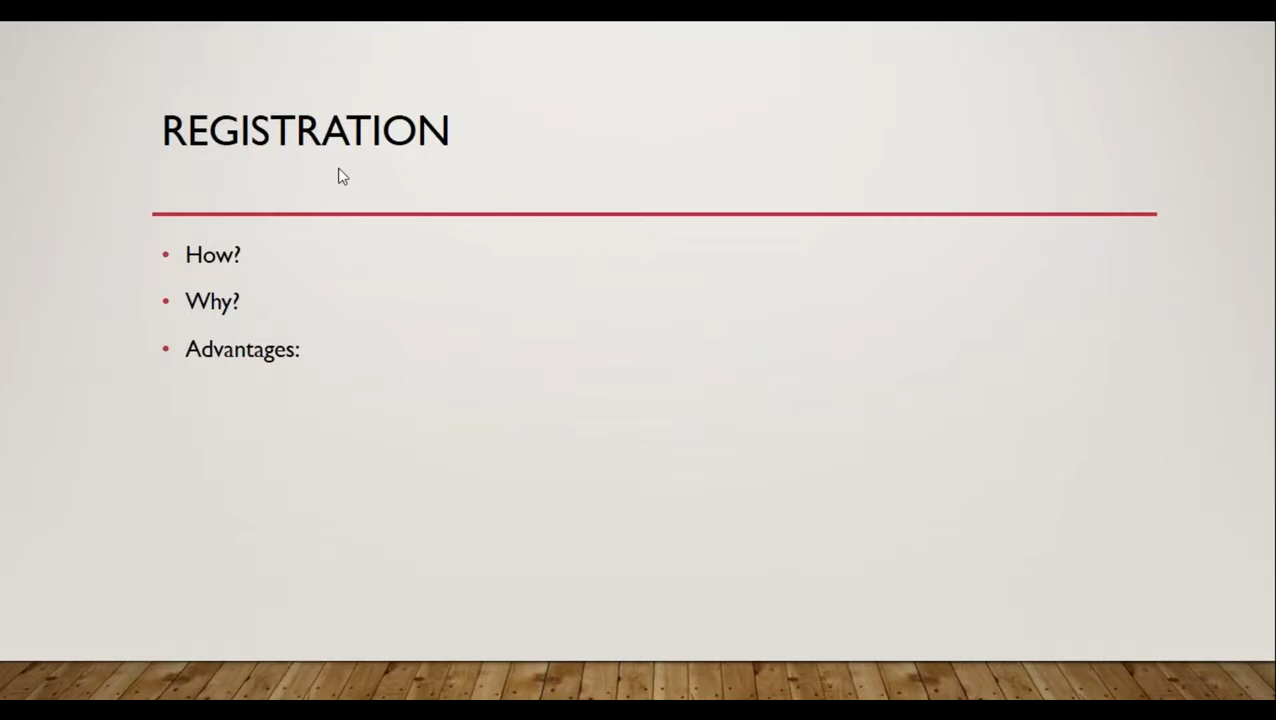 REGISTRATION
• How?
• Why?
• Advantages: